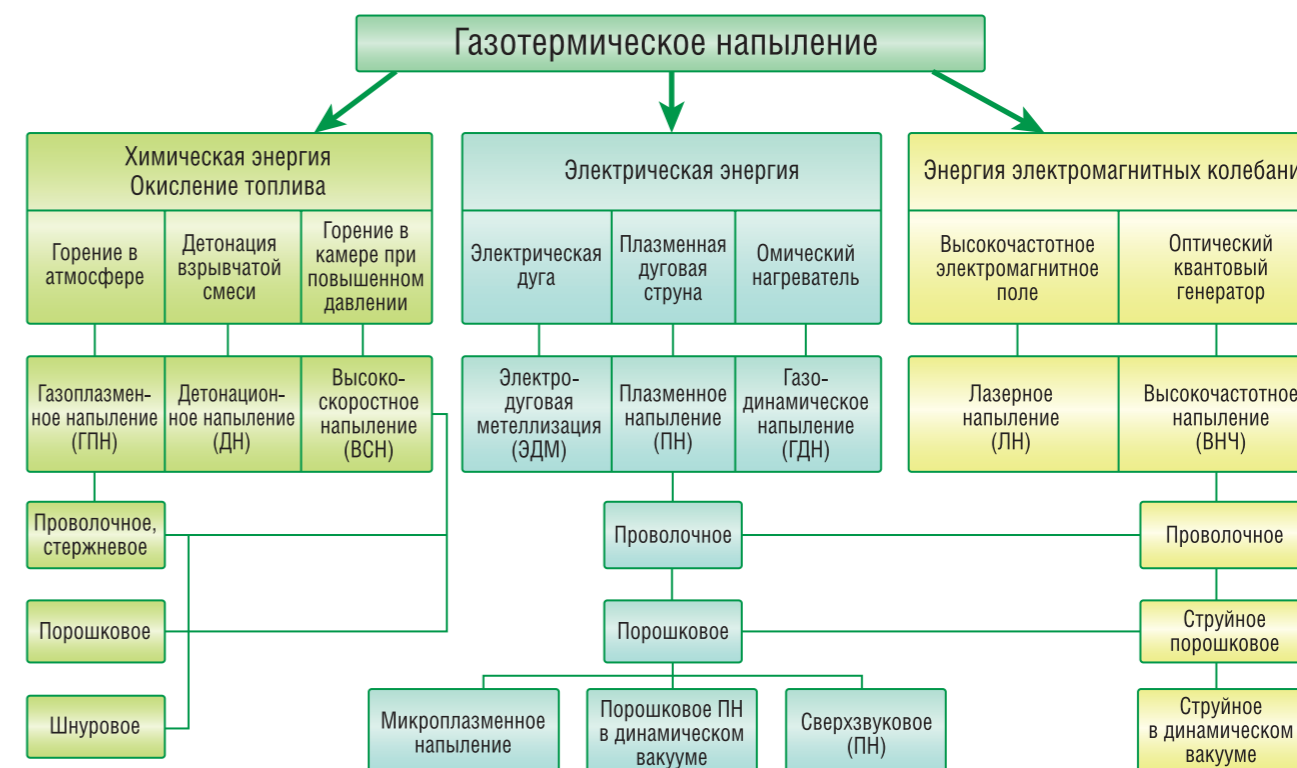 Газотермическое напыление
Химическая энергия
Окисление топлива
Горение в
атмосфере
Детонация
взрывчатой
смеси
Горение в
камере при
повышенном
давлении
Газоплазмен-
ное напыление
(ГПН)
Детонацион-
ное напыление
(ДН)
Высоко-
скоростное
напыление
(ВСН)
Проволочное,
стержневое
Порошковое
Шнуровое
Электрическая энергия
Электрическая
дуга
Плазменная
дуговая
струна
Омический
нагреватель
Электро-
дуговая
метеллизация
(ЭДМ)
Плазменное
напыление
(ПН)
Газо-
динамическое
напыление
(ГДН)
Проволочное
Порошковое
Микроплазменное
напыление
Порошковое ПН
в динамическом
вакууме
Сверхзвуковое
(ПН)
Энергия электромагнитных колебани
Высокочастотное
электромагнитное
поле
Оптический
квантовый
генератор
Лазерное
напыление
(ЛН)
Высокочастотное
напыление
(ВНЧ)
Проволочное
Струйное
порошковое
Струйное
в динамическом
вакууме